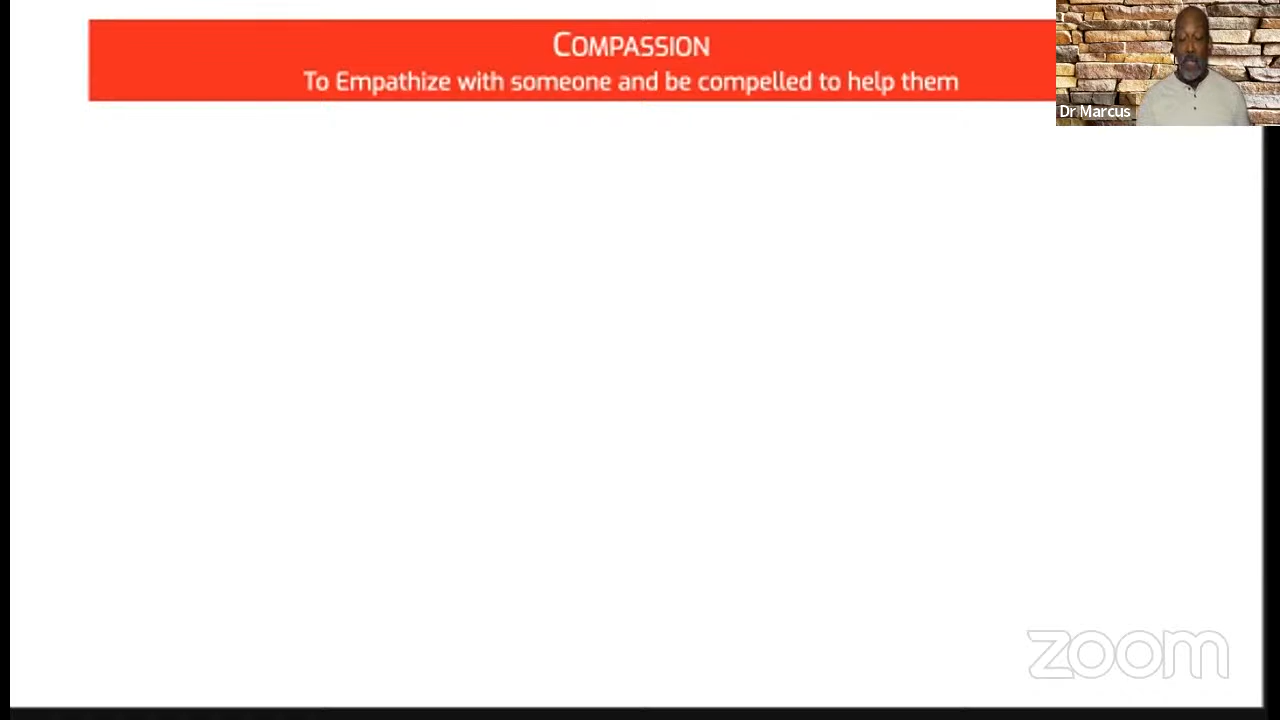 COMPASSION
To Empathize with someone and be compelled to help them
Dr Marcus
zoom